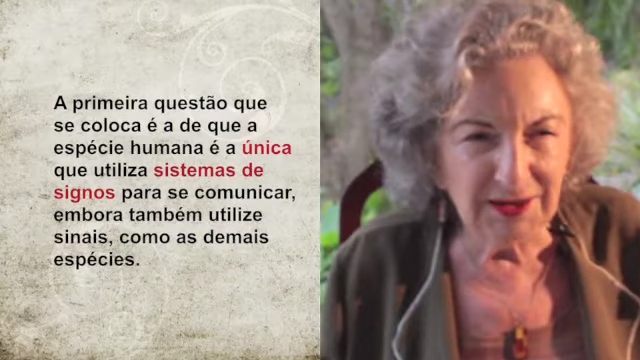 A primeira questão que
se coloca é a de que a
espécie humana é a única
que utiliza sistemas de
signos para se comunicar,
embora também utilize
sinais, como as demais
espécies.